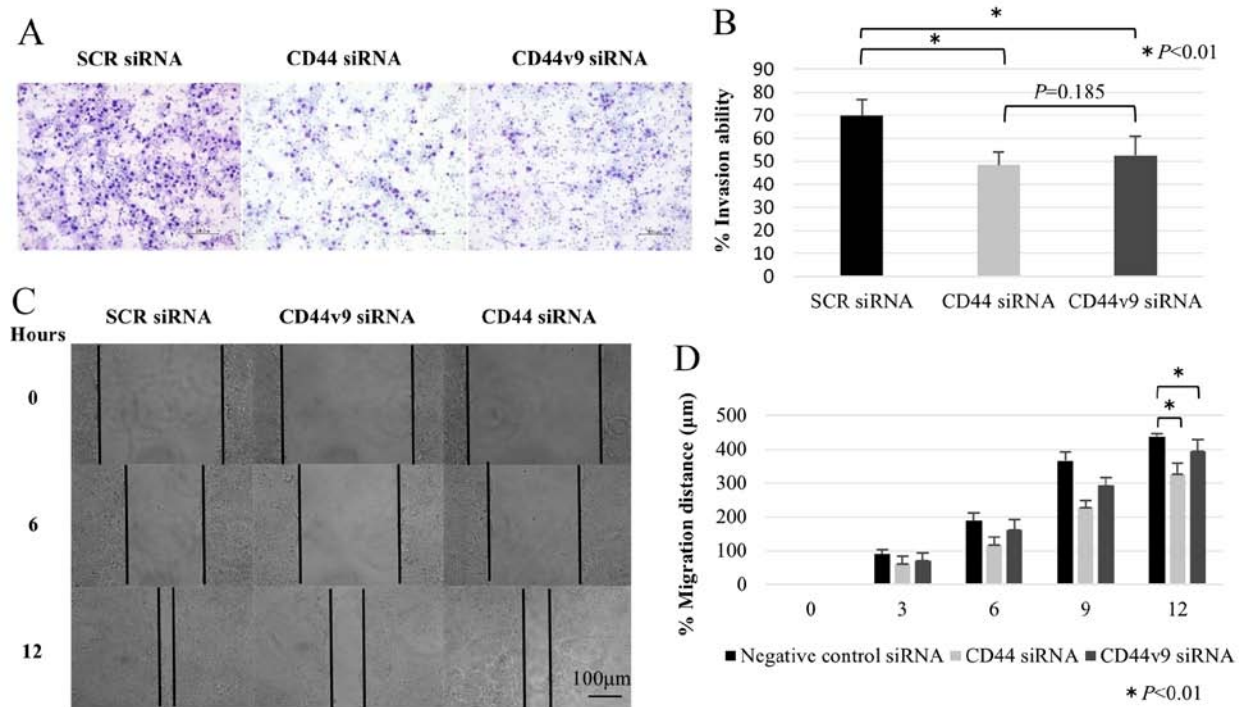 A
SCR siRNA CD44 siRNA CD44v9 siRNA
B
*
*
* P<0.01
P=0.185
% Invasion ability
90
80
70
60
50
40
30
20
10
0
SCR siRNA CD44 siRNA CD44v9 siRNA
C
Hours
SCR siRNA CD44v9 siRNA CD44 siRNA
0
6
12
100µm
D
*
*
% Migration distance (µm)
500
400
300
200
100
0
0 3 6 9 12
Negative control siRNA CD44 siRNA CD44v9 siRNA
* P<0.01